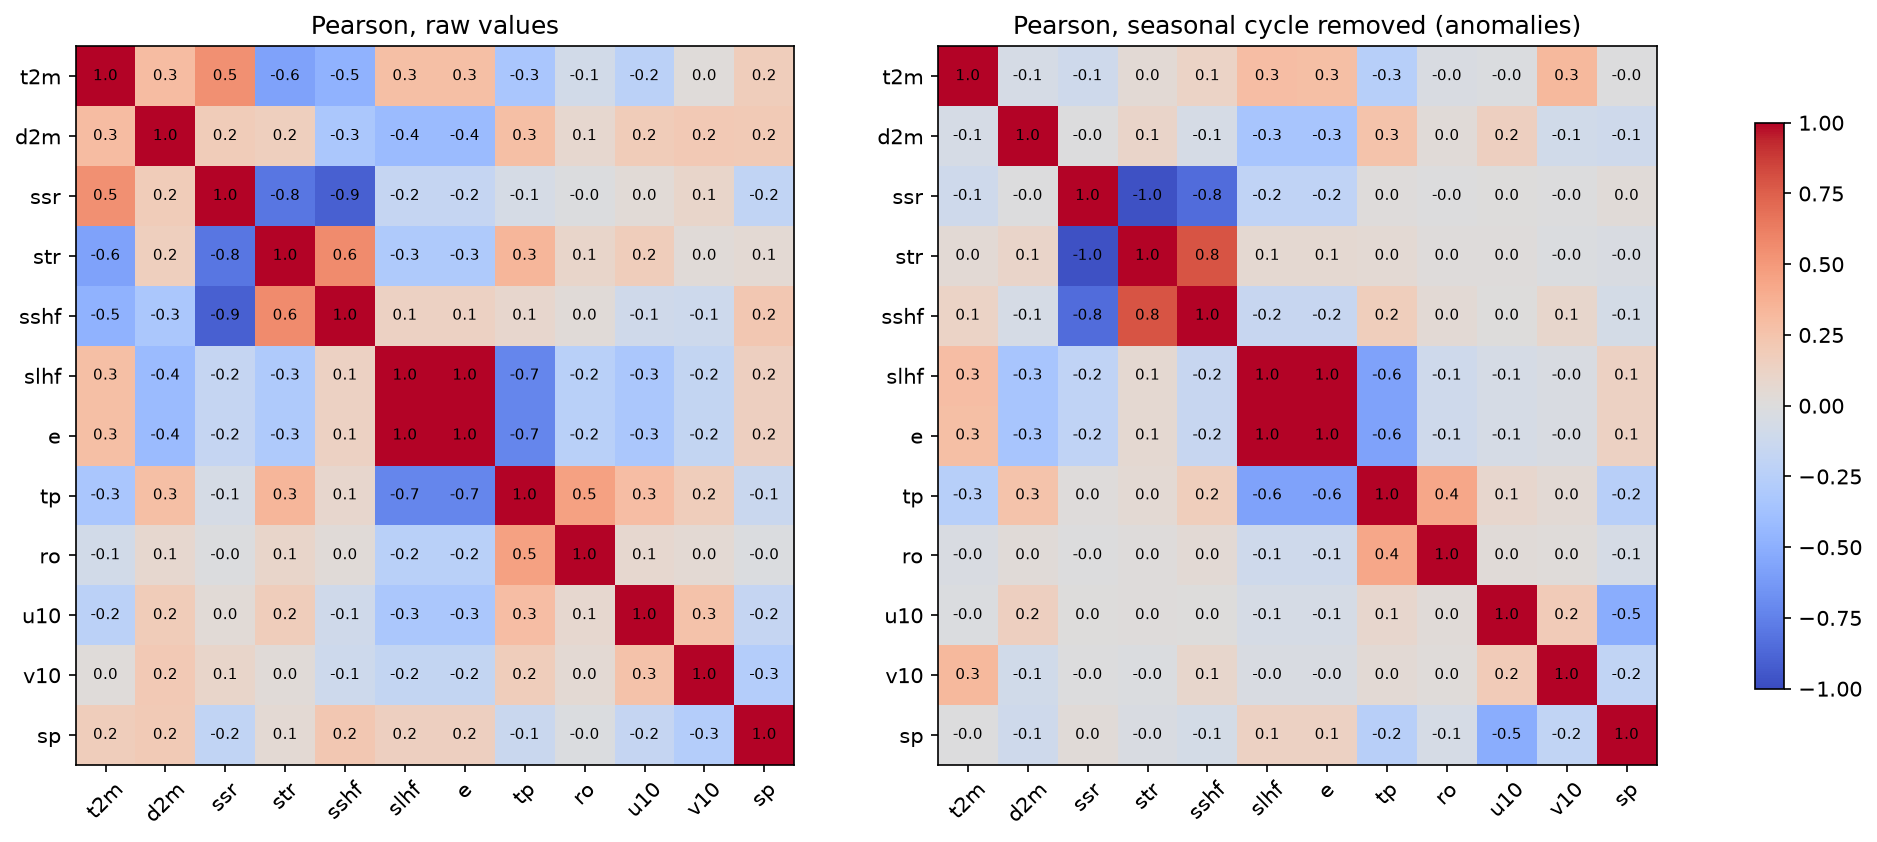 Pearson, raw values
t2m 1.0 0.3 0.5 -0.6 -0.5 0.3 0.3 -0.3 -0.1 -0.2 0.0 0.2
d2m 0.3 1.0 0.2 0.2 -0.3 -0.4 -0.4 0.3 0.1 0.2 0.2 0.2
ssr 0.5 0.2 1.0 -0.8 -0.9 -0.2 -0.2 -0.1 -0.0 0.0 0.1 -0.2
str -0.6 0.2 -0.8 1.0 0.6 -0.3 -0.3 0.3 0.1 0.2 0.0 0.1
sshf -0.5 -0.3 -0.9 0.6 1.0 0.1 0.1 0.1 0.0 -0.1 -0.1 0.2
slhf 0.3 -0.4 -0.2 -0.3 0.1 1.0 1.0 -0.7 -0.2 -0.3 -0.2 0.2
e 0.3 -0.4 -0.2 -0.3 0.1 1.0 1.0 -0.7 -0.2 -0.3 -0.2 0.2
tp -0.3 0.3 -0.1 0.3 0.1 -0.7 -0.7 1.0 0.5 0.3 0.2 -0.1
ro -0.1 0.1 -0.0 0.1 0.0 -0.2 -0.2 0.5 1.0 0.1 0.0 -0.0
u10 -0.2 0.2 0.0 0.2 -0.1 -0.3 -0.3 0.3 0.1 1.0 0.3 -0.2
v10 0.0 0.2 0.1 0.0 -0.1 -0.2 -0.2 0.2 0.0 0.3 1.0 -0.3
sp 0.2 0.2 -0.2 0.1 0.2 0.2 0.2 -0.1 -0.0 -0.2 -0.3 1.0
t2m d2m ssr str sshf slhf e tp ro u10 v10 sp
Pearson, seasonal cycle removed (anomalies)
t2m 1.0 -0.1 -0.1 0.0 0.1 0.3 0.3 -0.3 -0.0 -0.0 0.3 -0.0
d2m -0.1 1.0 -0.0 0.1 -0.1 -0.3 -0.3 0.3 0.0 0.2 -0.1 -0.1
ssr -0.1 -0.0 1.0 -1.0 -0.8 -0.2 -0.2 0.0 -0.0 0.0 -0.0 0.0
str 0.0 0.1 -1.0 1.0 0.8 0.1 0.1 0.0 0.0 0.0 -0.0 -0.0
sshf 0.1 -0.1 -0.8 0.8 1.0 -0.2 -0.2 0.2 0.0 0.0 0.1 -0.1
slhf 0.3 -0.3 -0.2 0.1 -0.2 1.0 1.0 -0.6 -0.1 -0.1 -0.0 0.1
e 0.3 -0.3 -0.2 0.1 -0.2 1.0 1.0 -0.6 -0.1 -0.1 -0.0 0.1
tp -0.3 0.3 0.0 0.0 0.2 -0.6 -0.6 1.0 0.4 0.1 0.0 -0.2
ro -0.0 0.0 -0.0 0.0 0.0 -0.1 -0.1 0.4 1.0 0.0 0.0 -0.1
u10 -0.0 0.2 0.0 0.0 0.0 -0.1 -0.1 0.1 0.0 1.0 0.2 -0.5
v10 0.3 -0.1 -0.0 -0.0 0.1 -0.0 -0.0 0.0 0.0 0.2 1.0 -0.2
sp -0.0 -0.1 0.0 -0.0 -0.1 0.1 0.1 -0.2 -0.1 -0.5 -0.2 1.0
t2m d2m ssr str sshf slhf e tp ro u10 v10 sp
1.00
0.75
0.50
0.25
0.00
−0.25
−0.50
−0.75
−1.00